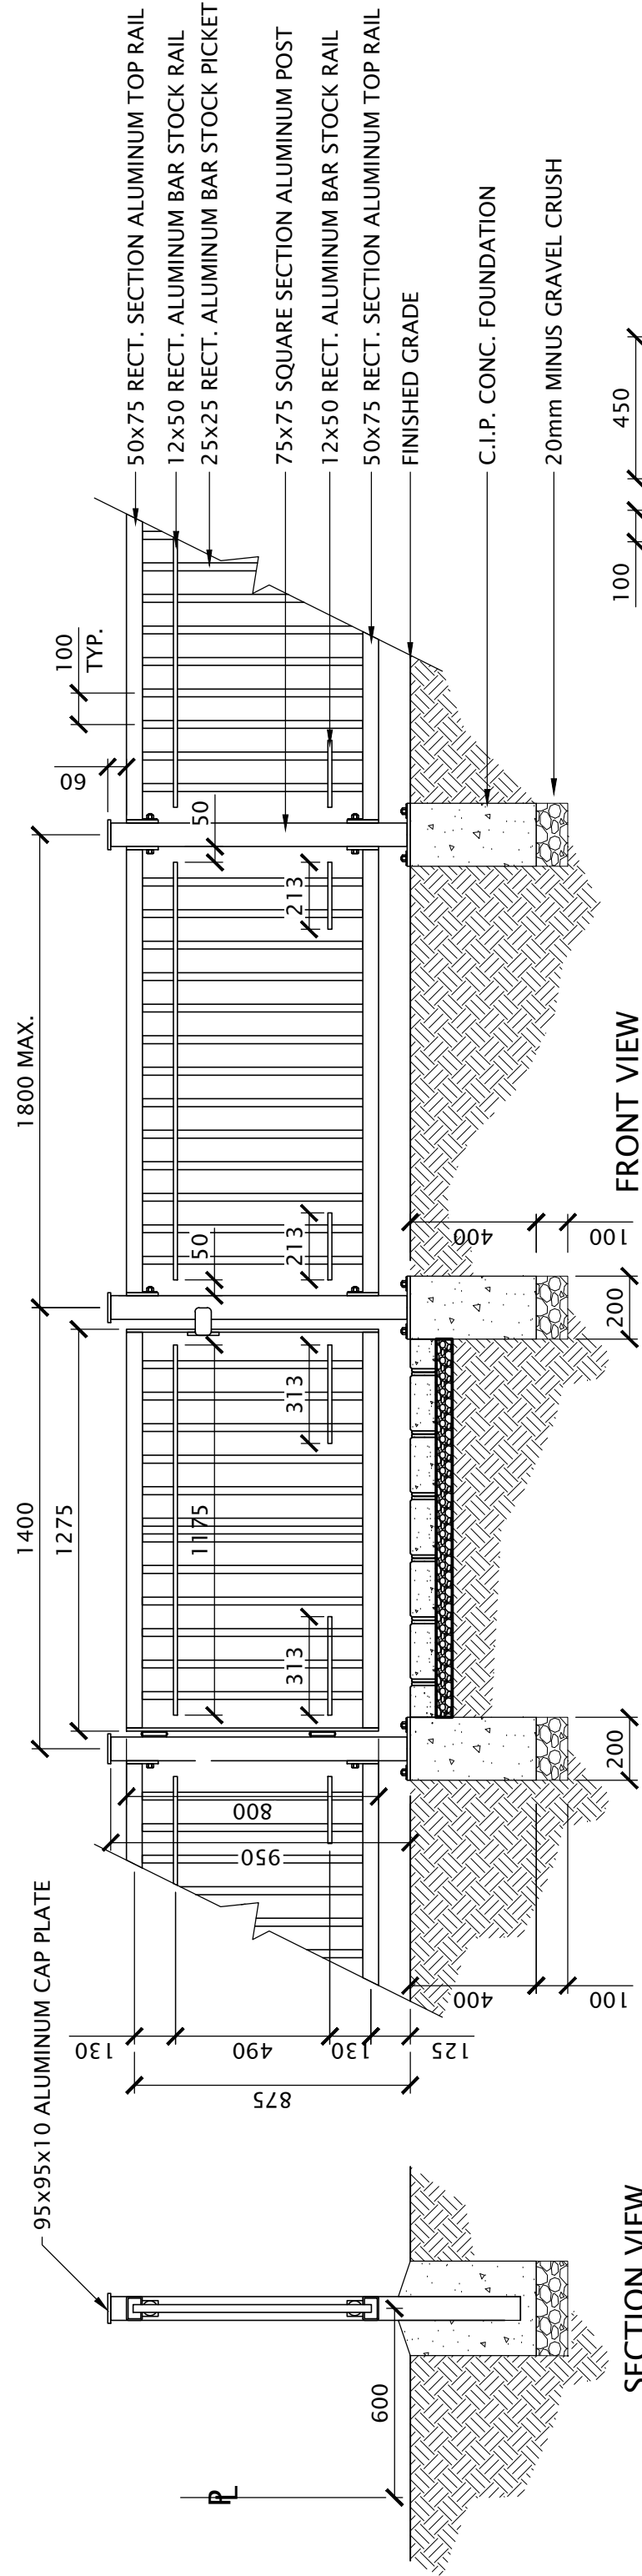 95x95x10 ALUMINUM CAP PLATE
1400
1275
1800 MAX.
60
100
TYP.
50x75 RECT. SECTION ALUMINUM TOP RAIL
12x50 RECT. ALUMINUM BAR STOCK RAIL
25x25 RECT. ALUMINUM BAR STOCK PICKET
75x75 SQUARE SECTION ALUMINUM POST
12x50 RECT. ALUMINUM BAR STOCK RAIL
50x75 RECT. SECTION ALUMINUM TOP RAIL
FINISHED GRADE
C.I.P. CONC. FOUNDATION
20mm MINUS GRAVEL CRUSH
130
490
130
125
875
950
800
1175
313
313
50
213
213
50
PL
600
400
100
200
200
400
100
100
450
SECTION VIEW
FRONT VIEW